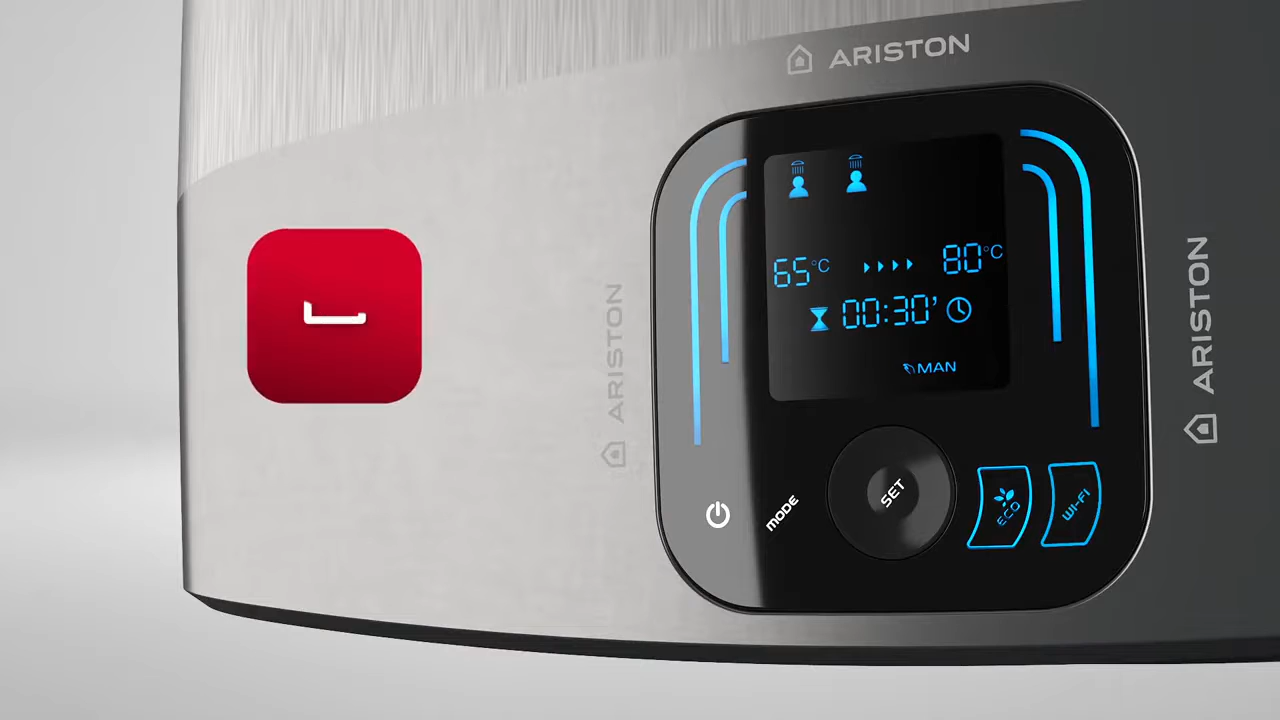 ARISTON
ARISTON
ARISTON
65°C 80°C
00:30'
MAN
MODE
SET
ECO
WI-FI